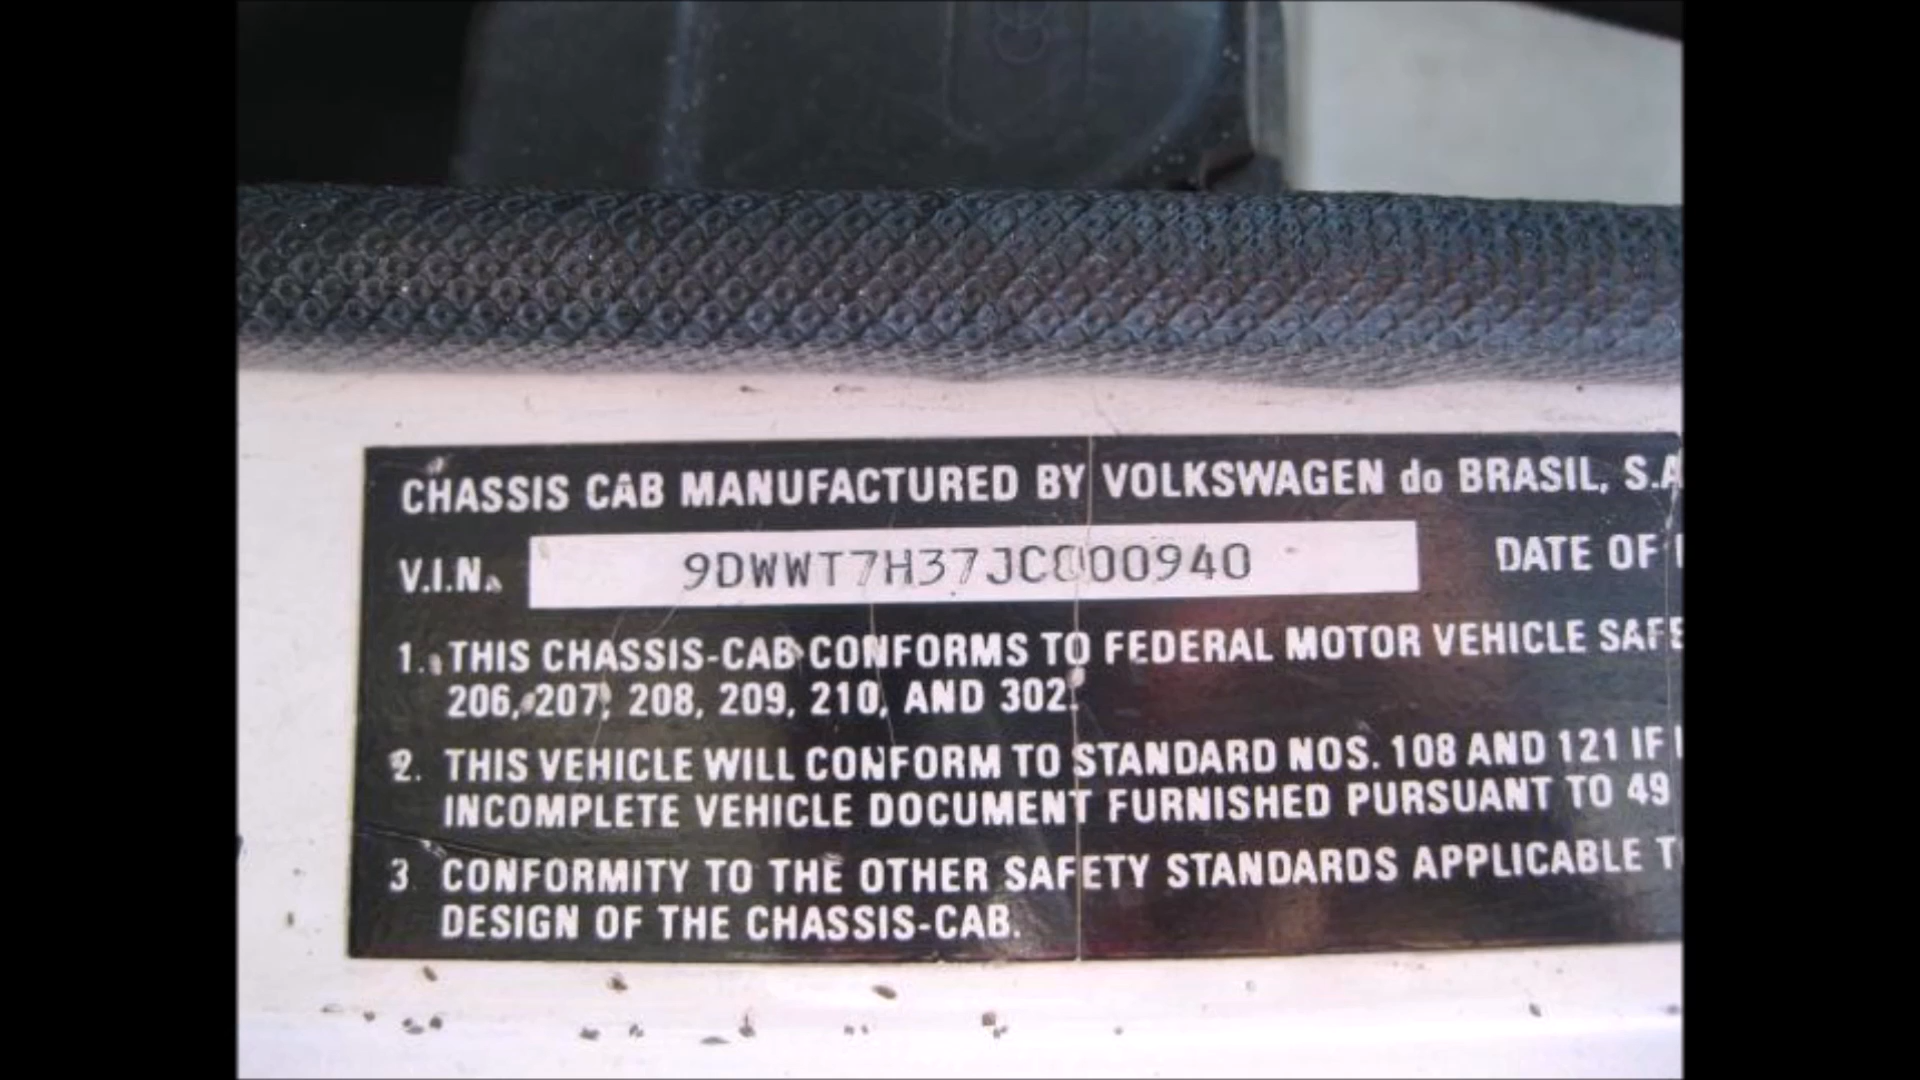 CHASSIS CAB MANUFACTURED BY VOLKSWAGEN do BRASIL, S.A
V.I.N. 9DWWT7H37JC000940 DATE OF
1. THIS CHASSIS-CAB CONFORMS TO FEDERAL MOTOR VEHICLE
206, 207, 208, 209, 210, AND 302.
2. THIS VEHICLE WILL CONFORM TO STANDARD NOS. 108 AND 121 IF
INCOMPLETE VEHICLE DOCUMENT FURNISHED PURSUANT TO 49
3 CONFORMITY TO THE OTHER SAFETY STANDARDS APPLICABLE
DESIGN OF THE CHASSIS-CAB.